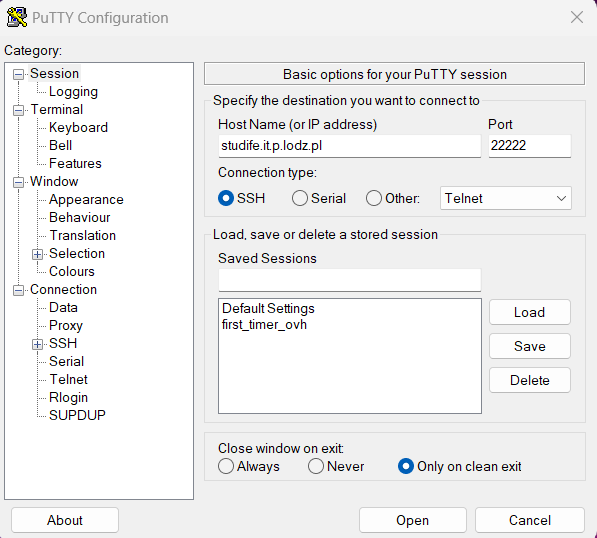 PuTTY Configuration
Category:
Session
Logging
Terminal
Keyboard
Bell
Features
Window
Appearance
Behaviour
Translation
Selection
Colours
Connection
Data
Proxy
SSH
Serial
Telnet
Rlogin
SUPDUP
Basic options for your PuTTY session
Specify the destination you want to connect to
Host Name (or IP address) Port
studife.it.p.lodz.pl 22222
Connection type:
SSH Serial Other: Telnet
Load, save or delete a stored session
Saved Sessions
Default Settings
first_timer_ovh
Load
Save
Delete
Close window on exit:
Always Never Only on clean exit
About Open Cancel